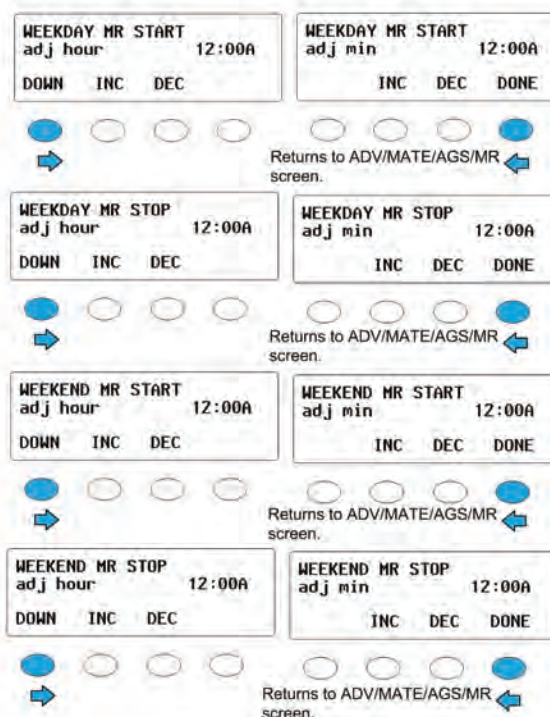 WEEKDAY MR START
adj hour 12:00A
DOWN INC DEC
WEEKDAY MR START
adj min 12:00A
INC DEC DONE
Returns to ADV/MATE/AGS/MR
screen.
WEEKDAY MR STOP
adj hour 12:00A
DOWN INC DEC
WEEKDAY MR STOP
adj min 12:00A
INC DEC DONE
Returns to ADV/MATE/AGS/MR
screen.
WEEKEND MR START
adj hour 12:00A
DOWN INC DEC
WEEKEND MR START
adj min 12:00A
INC DEC DONE
Returns to ADV/MATE/AGS/MR
screen.
WEEKEND MR STOP
adj hour 12:00A
DOWN INC DEC
WEEKEND MR STOP
adj min 12:00A
INC DEC DONE
Returns to ADV/MATE/AGS/MR
screen.